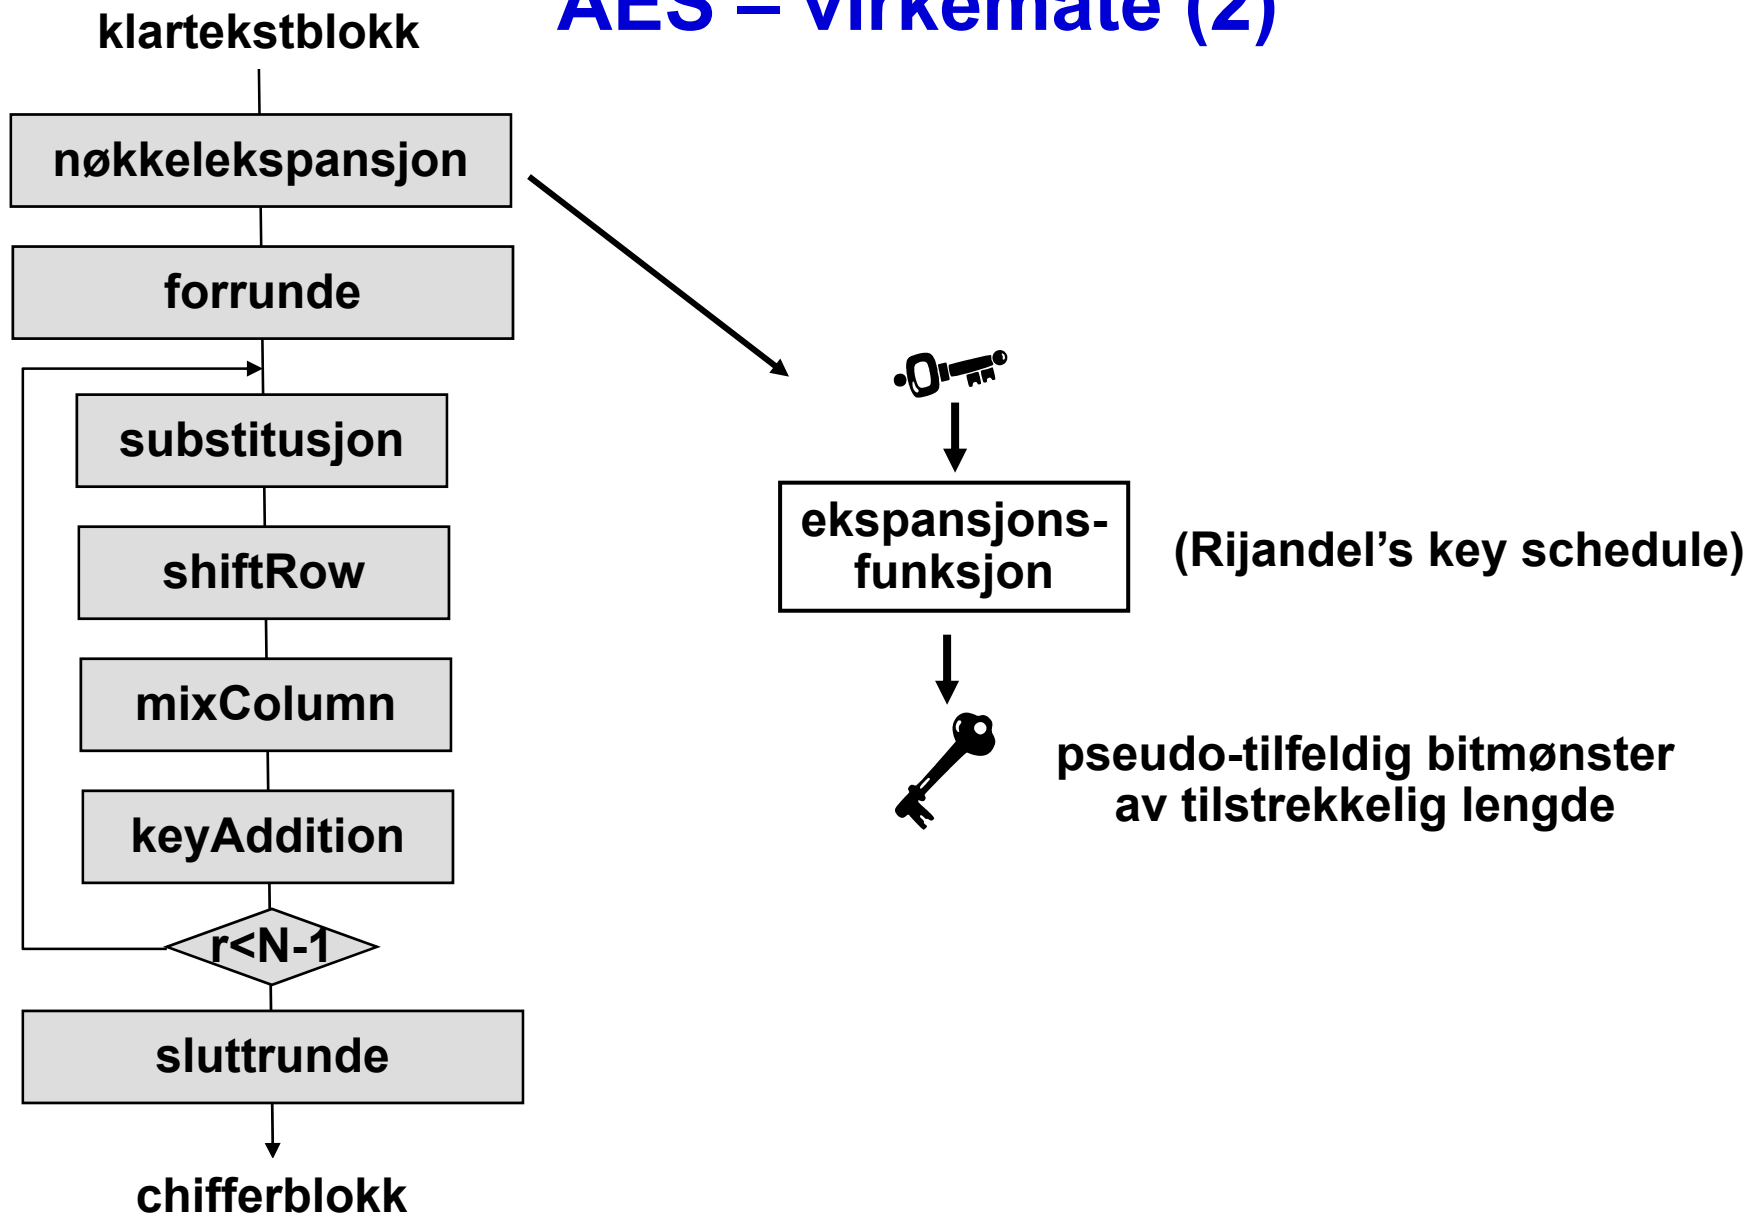 AES – virkemåte (2)
klartekstblokk
nøkkelekspansjon
forrunde
substitusjon
shiftRow
mixColumn
keyAddition
r<N-1
sluttrunde
chifferblokk
ekspansjons-
funksjon
(Rijandel’s key schedule)
pseudo-tilfeldig bitmønster
av tilstrekkelig lengde